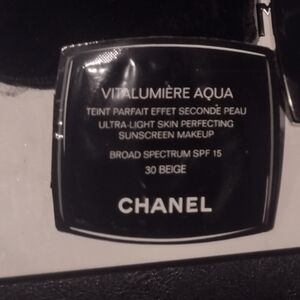 VITALUMIÈRE AQUA
TEINT PARFAIT EFFET SECONDE PEAU
ULTRA-LIGHT SKIN PERFECTING
SUNSCREEN MAKEUP
BROAD SPECTRUM SPF 15
30 BEIGE
CHANEL